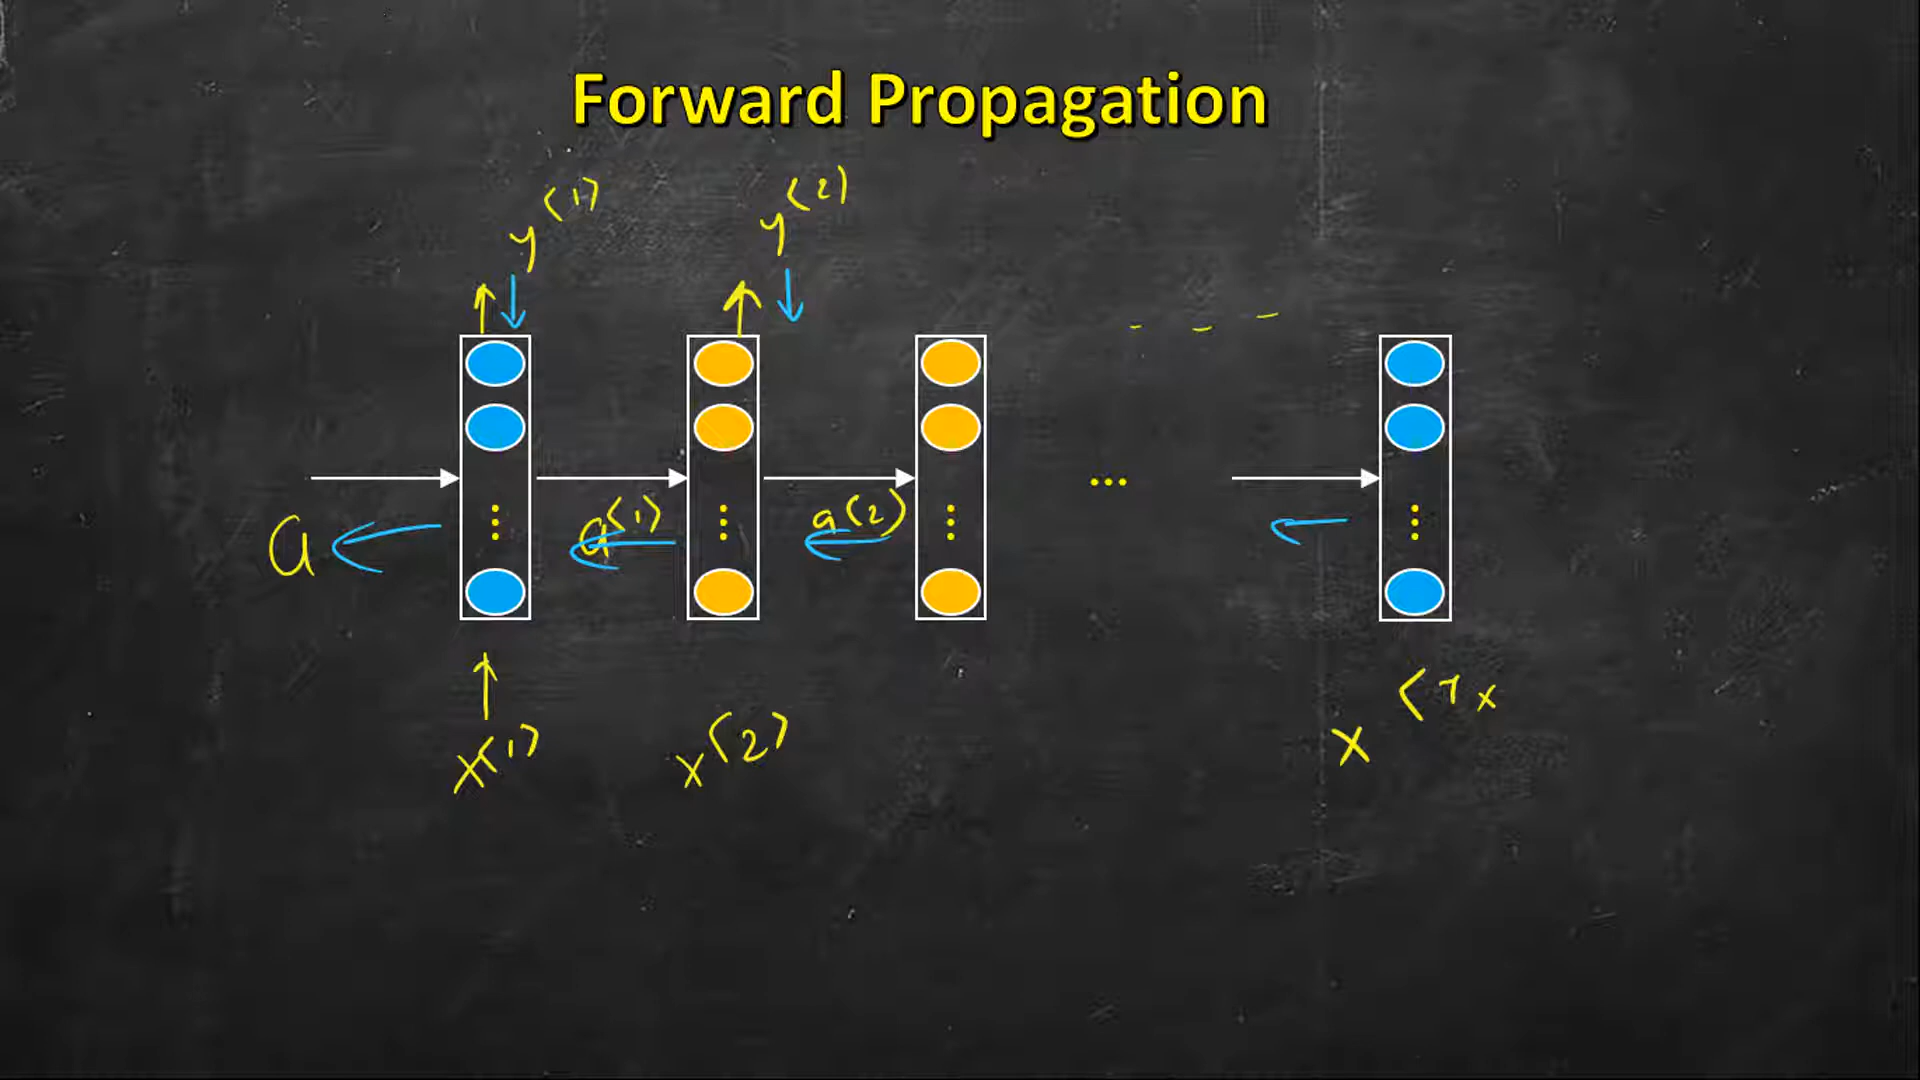 Forward Propagation
y(1) y(2)
...
a a(1) a(2)
x(1) x(2) x